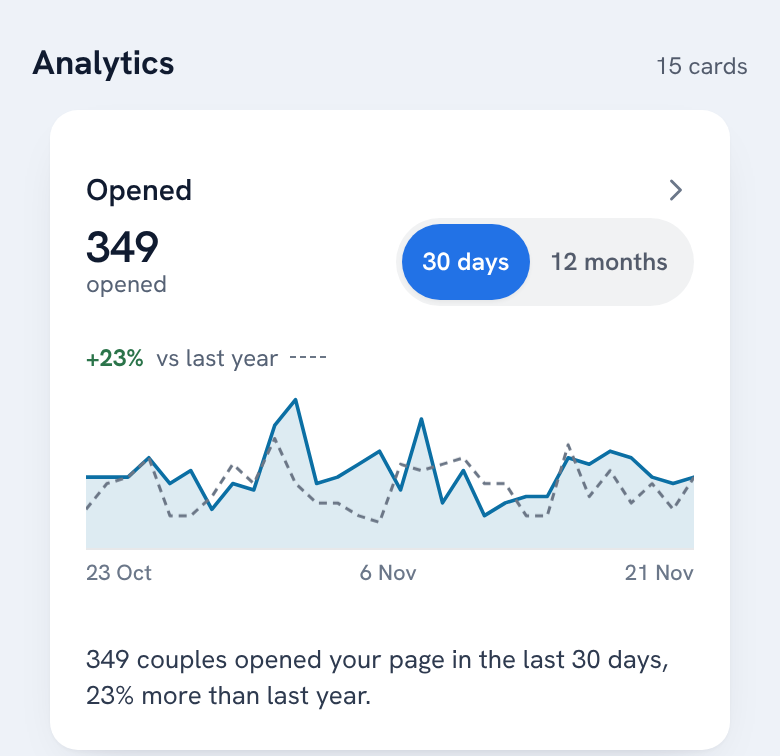 Analytics
15 cards
Opened
349
opened
30 days
12 months
+23% vs last year
23 Oct
6 Nov
21 Nov
349 couples opened your page in the last 30 days,
23% more than last year.